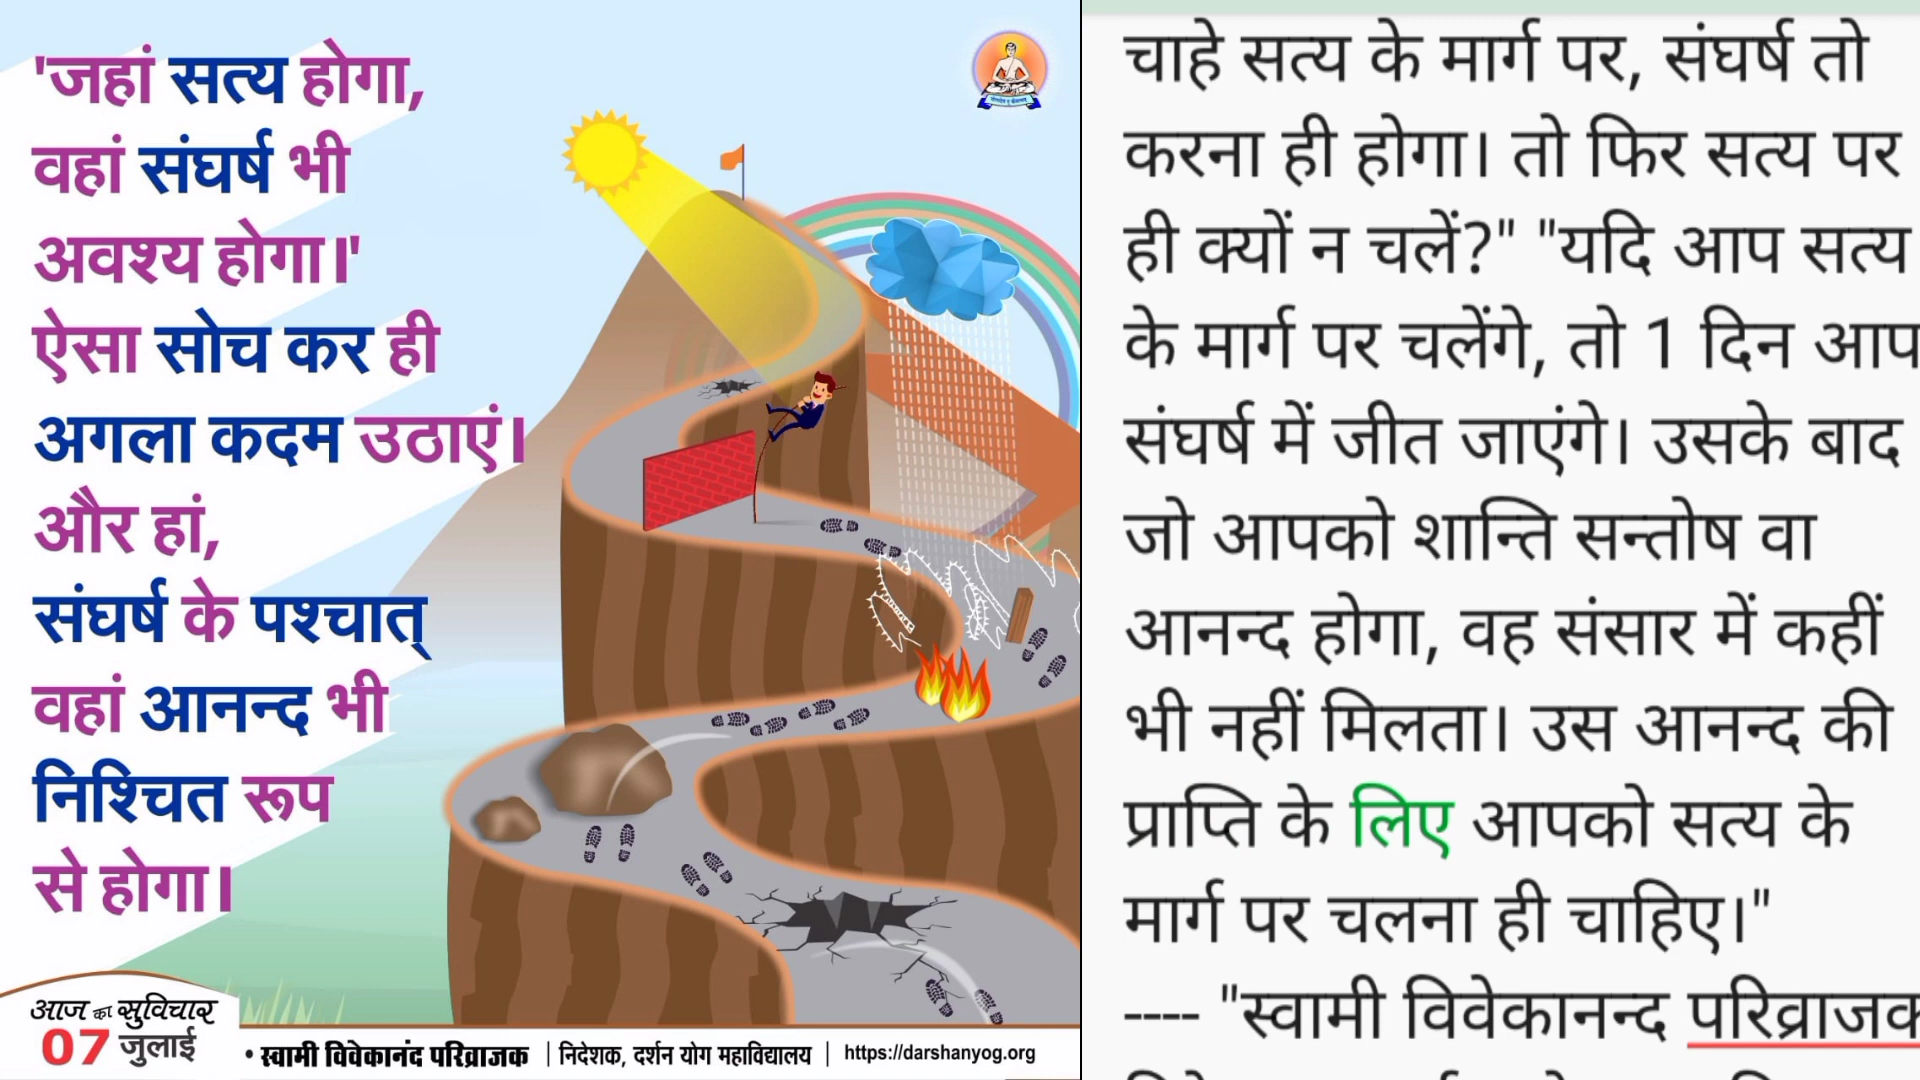 'जहां सत्य होगा,
वहां संघर्ष भी
अवश्य होगा।'
ऐसा सोच कर ही
अगला कदम उठाएं।
और हां,
संघर्ष के पश्चात्
वहां आनन्द भी
निश्चित रूप
से होगा।
आज का सुविचार
07 जुलाई
• स्वामी विवेकानंद परिव्राजक | निदेशक, दर्शन योग महाविद्यालय | https://darshanyog.org
चाहे सत्य के मार्ग पर, संघर्ष तो
करना ही होगा। तो फिर सत्य पर
ही क्यों न चलें?" "यदि आप सत्य
के मार्ग पर चलेंगे, तो 1 दिन आप
संघर्ष में जीत जाएंगे। उसके बाद
जो आपको शान्ति सन्तोष वा
आनन्द होगा, वह संसार में कहीं
भी नहीं मिलता। उस आनन्द की
प्राप्ति के लिए आपको सत्य के
मार्ग पर चलना ही चाहिए।"
---- "स्वामी विवेकानन्द परिव्राजक